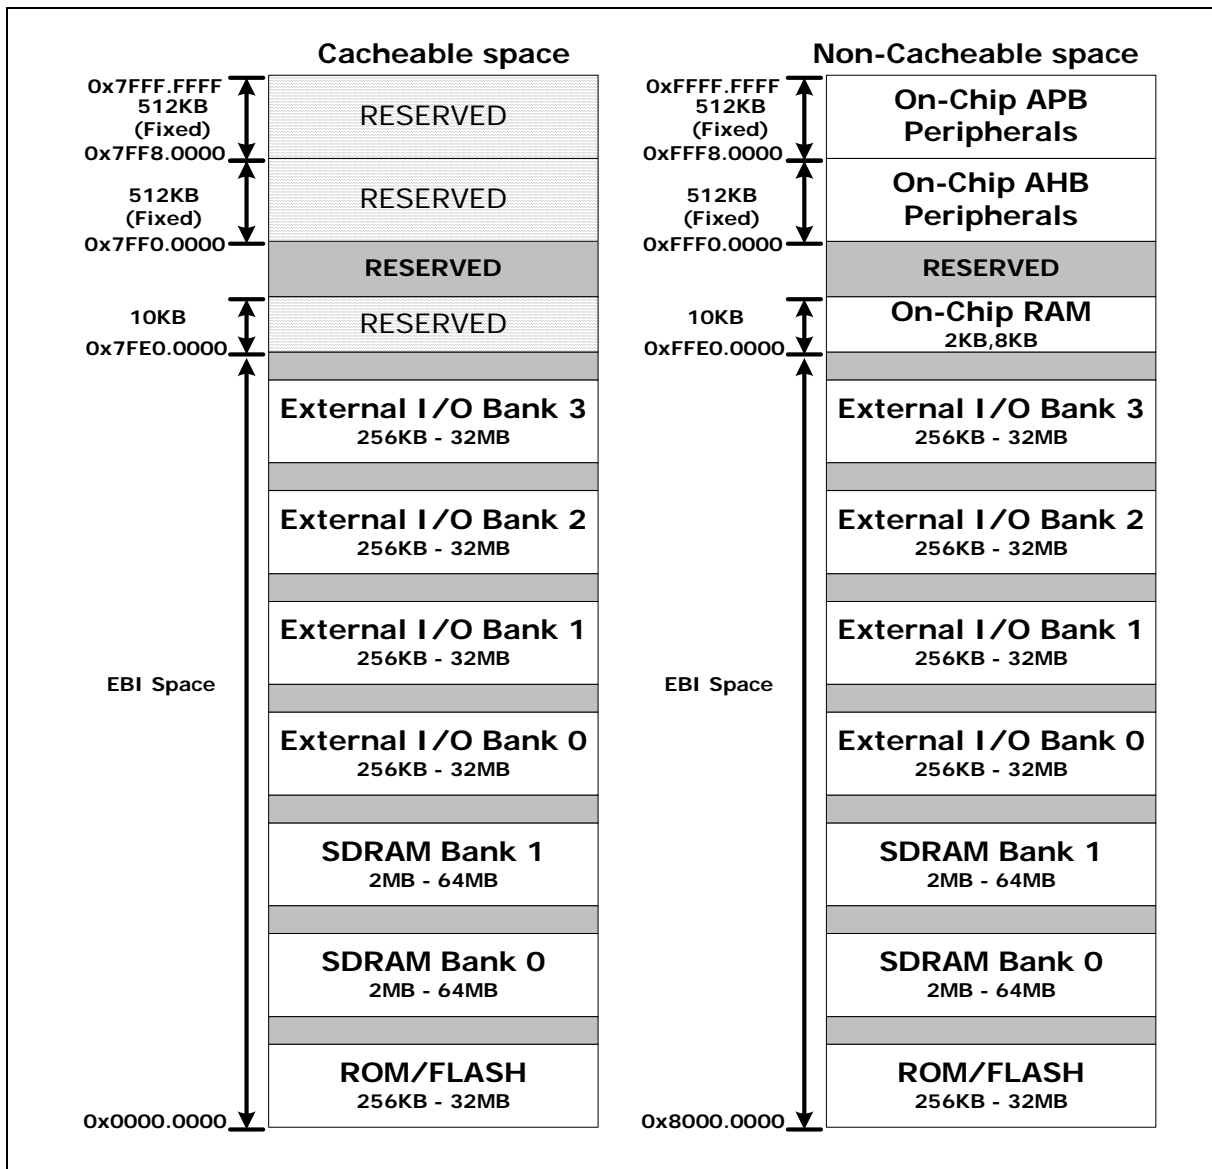 Cacheable space
0x7FFF.FFFF
512KB
(Fixed)
0x7FF8.0000
RESERVED
512KB
(Fixed)
0x7FF0.0000
RESERVED
RESERVED
10KB
0x7FE0.0000
RESERVED
External I/O Bank 3
256KB - 32MB
External I/O Bank 2
256KB - 32MB
External I/O Bank 1
256KB - 32MB
EBI Space
External I/O Bank 0
256KB - 32MB
SDRAM Bank 1
2MB - 64MB
SDRAM Bank 0
2MB - 64MB
ROM/FLASH
256KB - 32MB
0x0000.0000
Non-Cacheable space
0xFFFF.FFFF
512KB
(Fixed)
0xFFF8.0000
On-Chip APB
Peripherals
512KB
(Fixed)
0xFFF0.0000
On-Chip AHB
Peripherals
RESERVED
10KB
0xFFE0.0000
On-Chip RAM
2KB,8KB
External I/O Bank 3
256KB - 32MB
External I/O Bank 2
256KB - 32MB
External I/O Bank 1
256KB - 32MB
EBI Space
External I/O Bank 0
256KB - 32MB
SDRAM Bank 1
2MB - 64MB
SDRAM Bank 0
2MB - 64MB
ROM/FLASH
256KB - 32MB
0x8000.0000